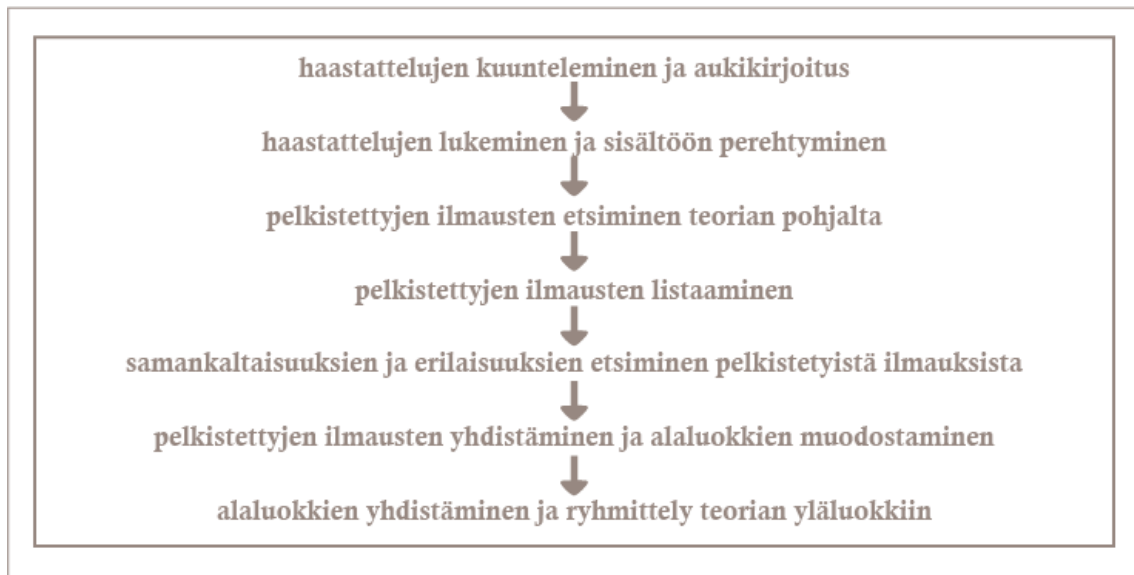 haastattelujen kuunteleminen ja aukikirjoitus
haastattelujen lukeminen ja sisältöön perehtyminen
pelkistettyjen ilmausten etsiminen teorian pohjalta
pelkistettyjen ilmausten listaaminen
samankaltaisuuksien ja erilaisuuksien etsiminen pelkistetyistä ilmauksista
pelkistettyjen ilmausten yhdistäminen ja alaluokkien muodostaminen
alaluokkien yhdistäminen ja ryhmittely teorian yläluokkiin